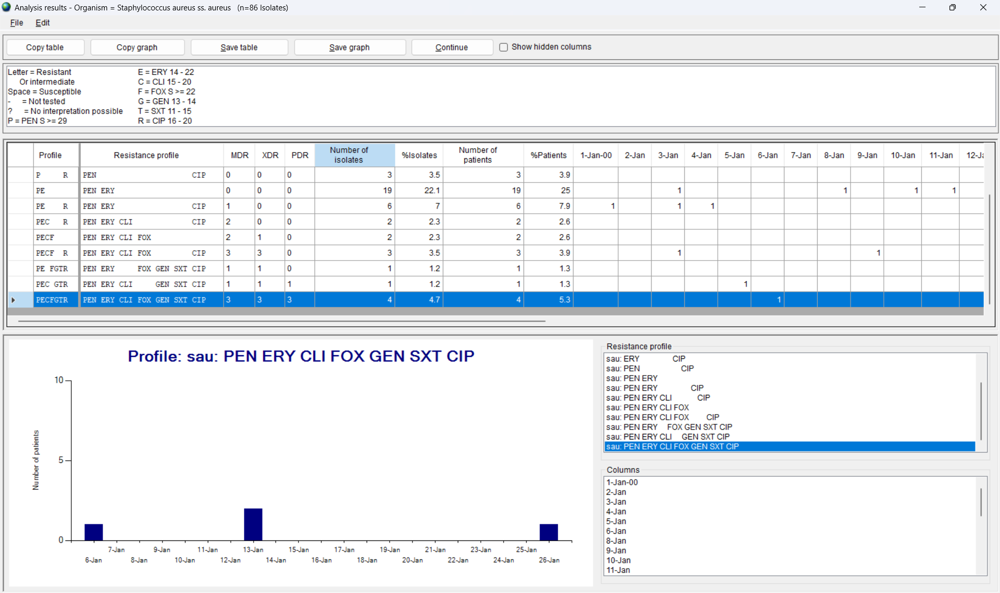 Analysis results - Organism = Staphylococcus aureus ss. aureus   (n=86 Isolates)
File Edit
Copy table Copy graph Save table Save graph Continue Show hidden columns
Letter = Resistant E = ERY 14 - 22
Or intermediate C = CLI 15 - 20
Space = Susceptible F = FOX S >= 22
- = Not tested G = GEN 13 - 14
? = No interpretation possible T = SXT 11 - 15
P = PEN S >= 29 R = CIP 16 - 20
Profile Resistance profile MDR XDR PDR Number of isolates %Isolates Number of patients %Patients 1-Jan-00 2-Jan 3-Jan 4-Jan 5-Jan 6-Jan 7-Jan 8-Jan 9-Jan 10-Jan 11-Jan
P R PEN CIP 0 0 0 3 3.5 3 3.9
PE PEN ERY 0 0 0 19 22.1 19 25 1 1 1 1
PE R PEN ERY CIP 1 0 0 6 7 6 7.9 1 1 1
PEC R PEN ERY CLI CIP 2 0 0 2 2.3 2 2.6
PECF PEN ERY CLI FOX 2 1 0 2 2.3 2 2.6
PECF R PEN ERY CLI FOX CIP 3 3 0 3 3.5 3 3.9 1 1
PE FGTR PEN ERY FOX GEN SXT CIP 1 1 0 1 1.2 1 1.3
PEC GTR PEN ERY CLI GEN SXT CIP 1 1 1 1 1.2 1 1.3 1
PECFGTR PEN ERY CLI FOX GEN SXT CIP 3 3 3 4 4.7 4 5.3 1
Profile: sau: PEN ERY CLI FOX GEN SXT CIP
10
5
0
Number of patients
7-Jan 9-Jan 11-Jan 13-Jan 15-Jan 17-Jan 19-Jan 21-Jan 23-Jan 25-Jan
6-Jan 8-Jan 10-Jan 12-Jan 14-Jan 16-Jan 18-Jan 20-Jan 22-Jan 24-Jan 26-Jan
Resistance profile
sau: ERY CIP
sau: PEN CIP
sau: PEN ERY
sau: PEN ERY CIP
sau: PEN ERY CLI CIP
sau: PEN ERY CLI FOX
sau: PEN ERY CLI FOX CIP
sau: PEN ERY FOX GEN SXT CIP
sau: PEN ERY CLI GEN SXT CIP
sau: PEN ERY CLI FOX GEN SXT CIP
Columns
1-Jan-00
2-Jan
3-Jan
4-Jan
5-Jan
6-Jan
8-Jan
9-Jan
10-Jan
11-Jan